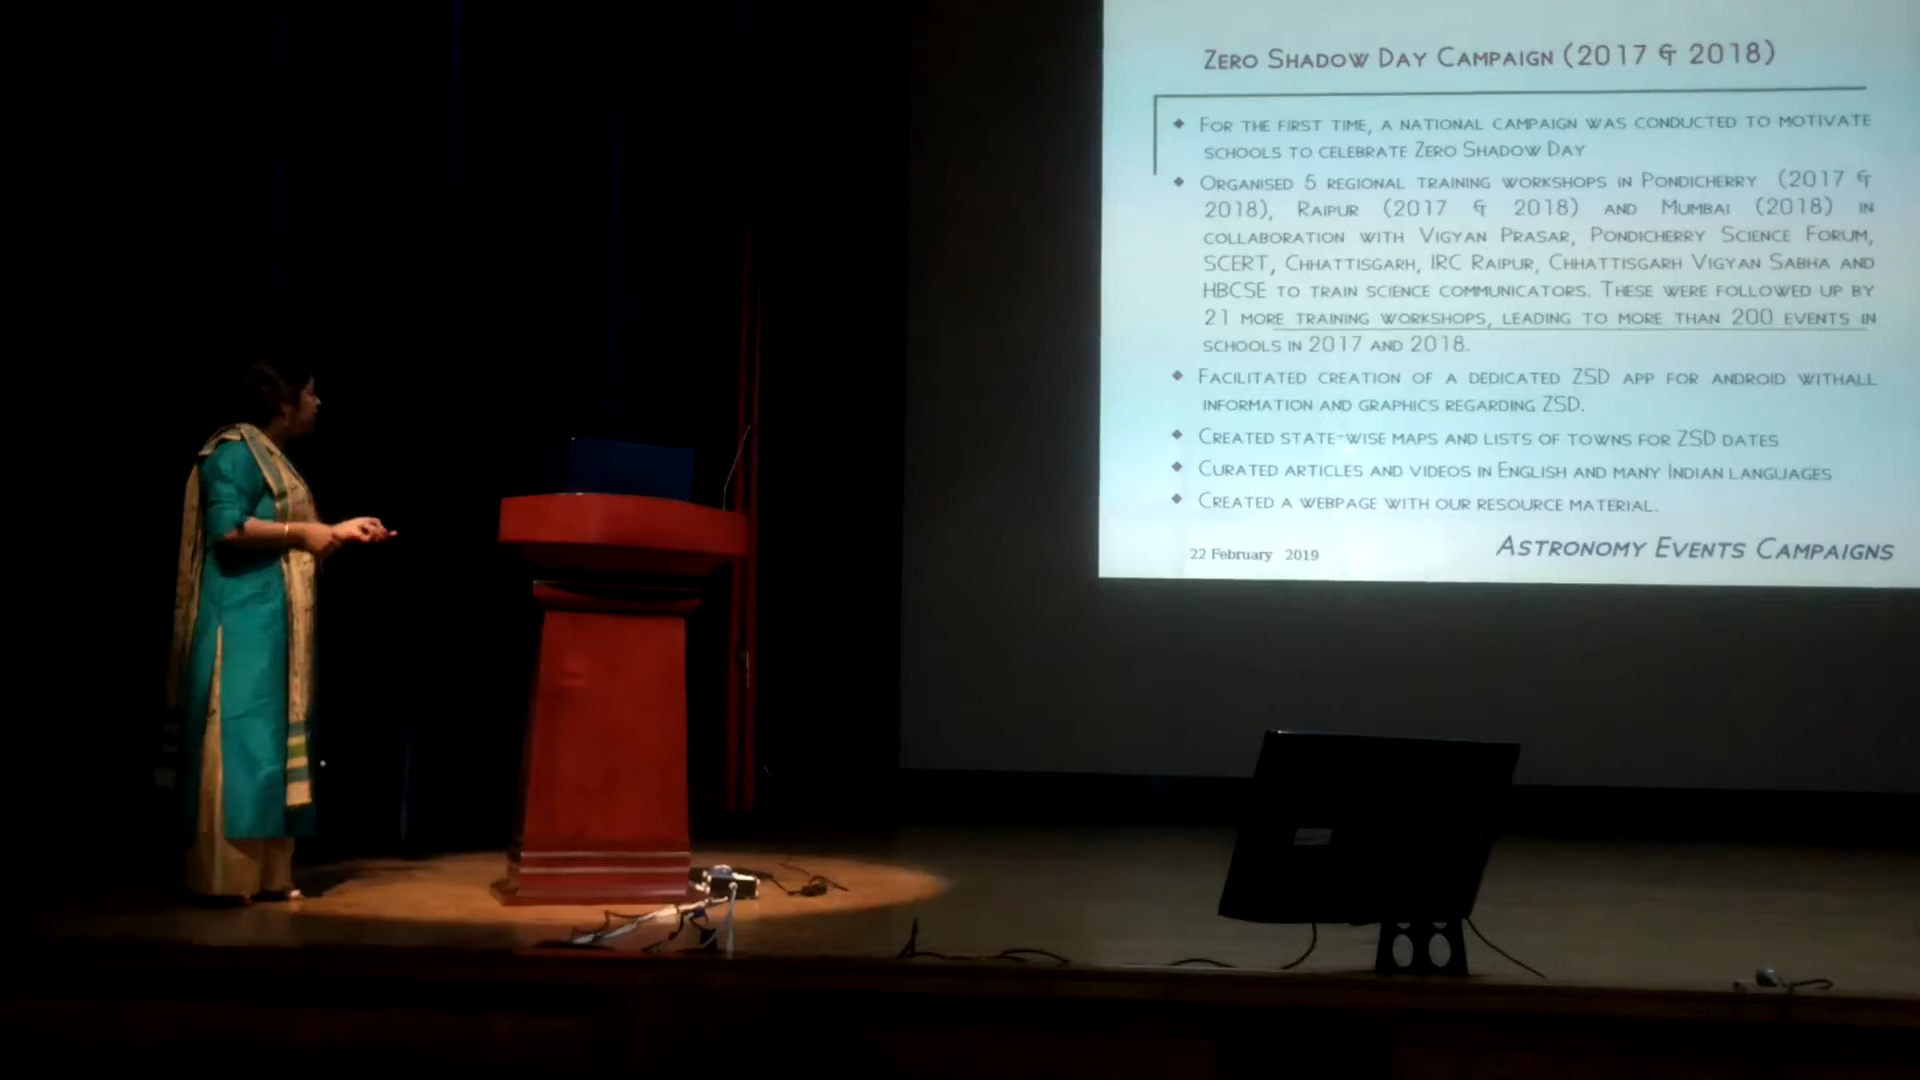 ZERO SHADOW DAY CAMPAIGN (2017 & 2018)
◆ FOR THE FIRST TIME, A NATIONAL CAMPAIGN WAS CONDUCTED TO MOTIVATE
SCHOOLS TO CELEBRATE ZERO SHADOW DAY
◆ ORGANISED 5 REGIONAL TRAINING WORKSHOPS IN PONDICHERRY (2017 &
2018), RAIPUR (2017 & 2018) AND MUMBAI (2018) IN
COLLABORATION WITH VIGYAN PRASAR, PONDICHERRY SCIENCE FORUM,
SCERT, CHHATTISGARH, IRC RAIPUR, CHHATTISGARH VIGYAN SABHA AND
HBCSE TO TRAIN SCIENCE COMMUNICATORS. THESE WERE FOLLOWED UP BY
21 MORE TRAINING WORKSHOPS, LEADING TO MORE THAN 200 EVENTS IN
SCHOOLS IN 2017 AND 2018.
◆ FACILITATED CREATION OF A DEDICATED ZSD APP FOR ANDROID WITHALL
INFORMATION AND GRAPHICS REGARDING ZSD.
◆ CREATED STATE-WISE MAPS AND LISTS OF TOWNS FOR ZSD DATES
◆ CURATED ARTICLES AND VIDEOS IN ENGLISH AND MANY INDIAN LANGUAGES
◆ CREATED A WEBPAGE WITH OUR RESOURCE MATERIAL.
22 February 2019
ASTRONOMY EVENTS CAMPAIGNS